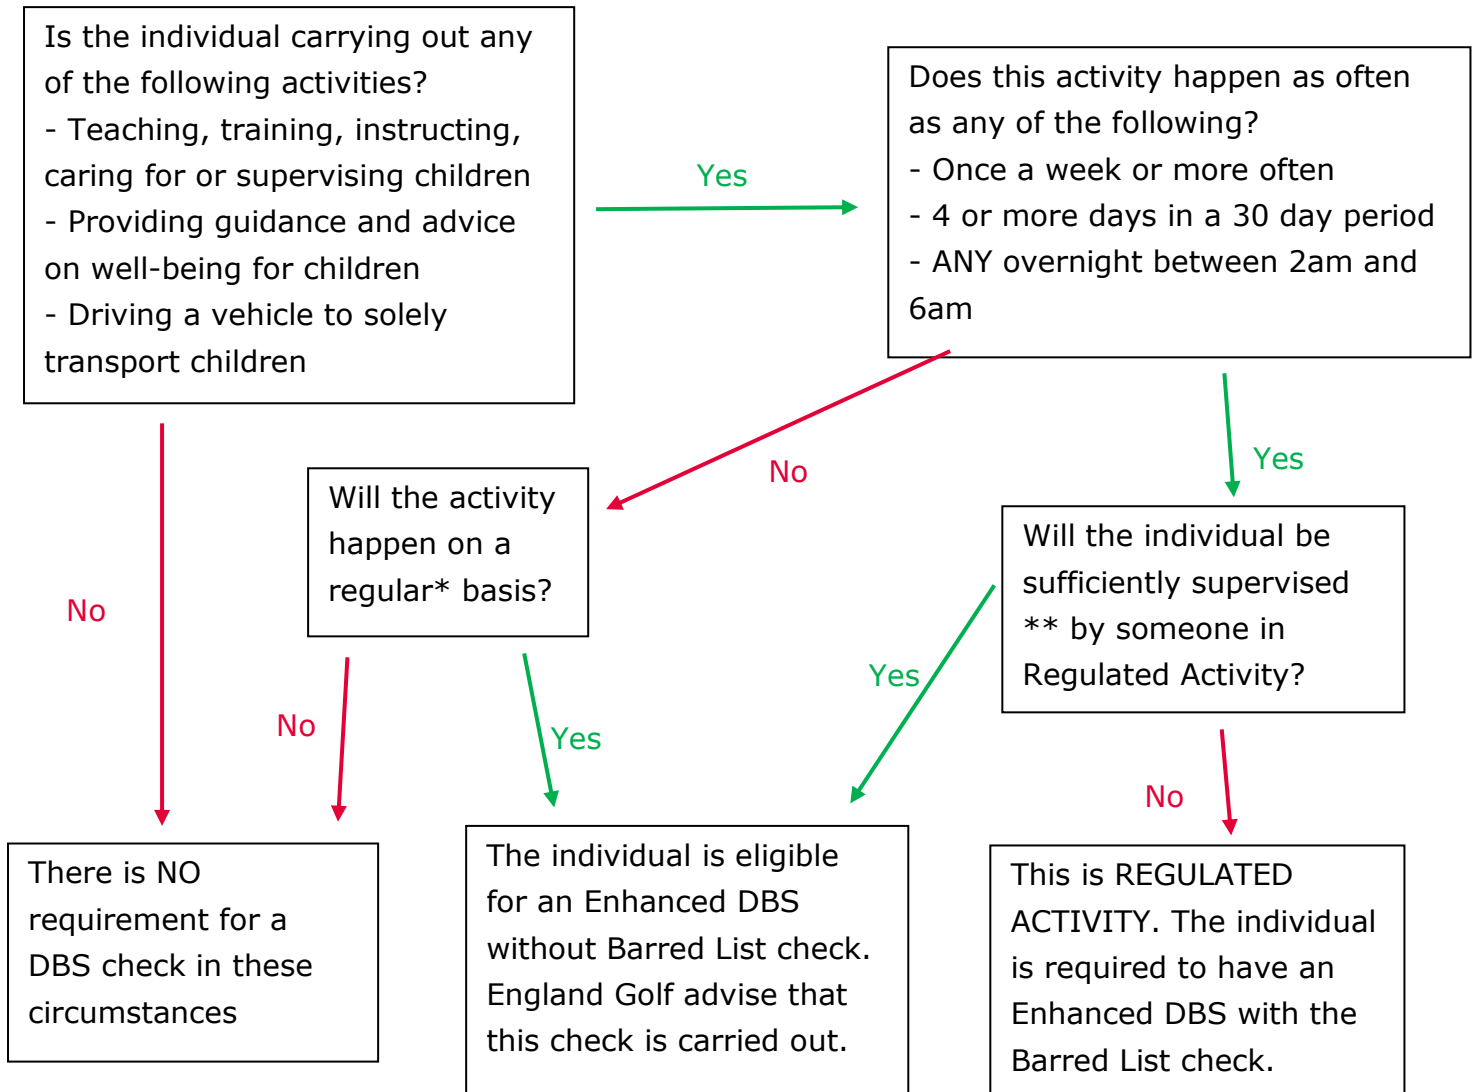 Is the individual carrying out any
of the following activities?
- Teaching, training, instructing,
caring for or supervising children
- Providing guidance and advice
on well-being for children
- Driving a vehicle to solely
transport children
Yes
Does this activity happen as often
as any of the following?
- Once a week or more often
- 4 or more days in a 30 day period
- ANY overnight between 2am and
6am
No
No
Yes
Will the activity
happen on a
regular* basis?
Will the individual be
sufficiently supervised
** by someone in
Regulated Activity?
No
Yes
Yes
No
There is NO
requirement for a
DBS check in these
circumstances
The individual is eligible
for an Enhanced DBS
without Barred List check.
England Golf advise that
this check is carried out.
This is REGULATED
ACTIVITY. The individual
is required to have an
Enhanced DBS with the
Barred List check.